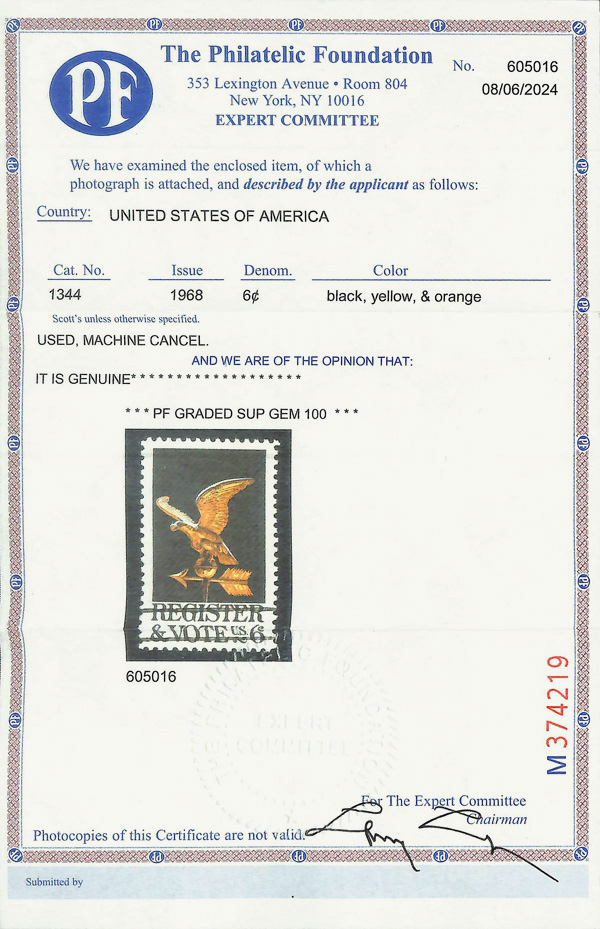 PF
The Philatelic Foundation
353 Lexington Avenue • Room 804
New York, NY 10016
EXPERT COMMITTEE
No. 605016
08/06/2024
We have examined the enclosed item, of which a
photograph is attached, and described by the applicant as follows:
Country: UNITED STATES OF AMERICA
Cat. No. Issue Denom. Color
1344 1968 6¢ black, yellow, & orange
Scott's unless otherwise specified.
USED, MACHINE CANCEL.
AND WE ARE OF THE OPINION THAT:
IT IS GENUINE* * * * * * * * * * * * * * * * * * *
* * * PF GRADED SUP GEM 100 * * *
REGISTER
& VOTE US 6c
605016
EXPERT
COMMITTEE
M 374219
For The Expert Committee
Chairman
Photocopies of this Certificate are not valid.
Submitted by